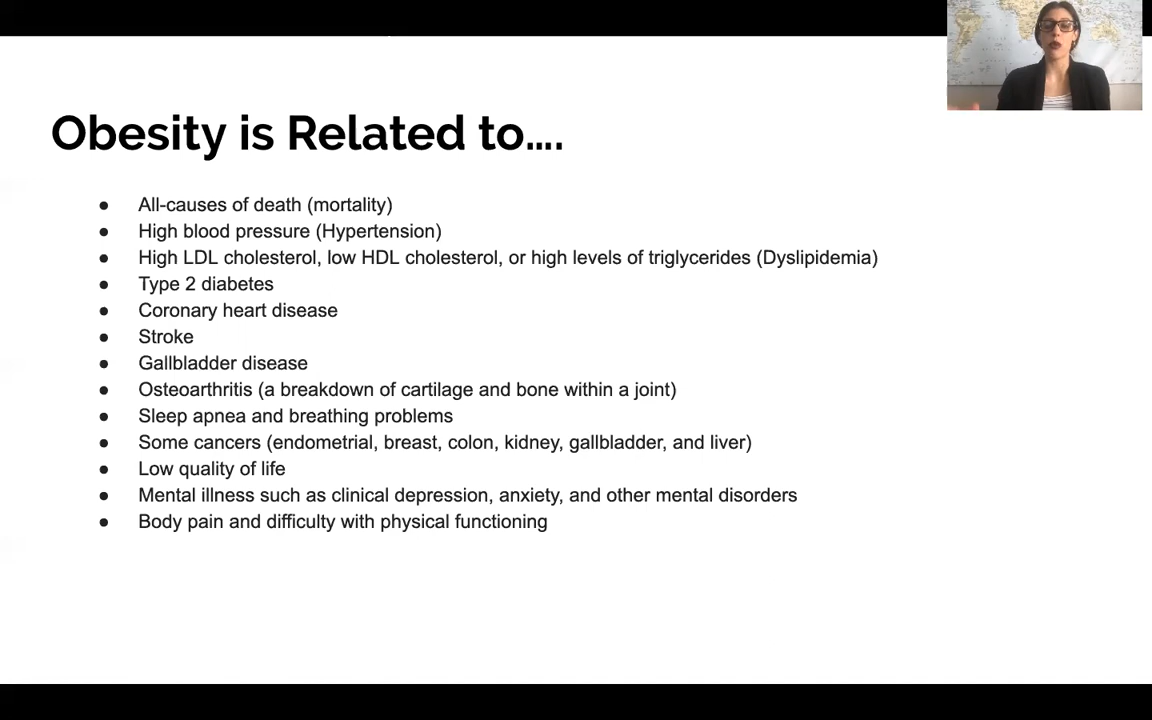 Obesity is Related to....
● All-causes of death (mortality)
● High blood pressure (Hypertension)
● High LDL cholesterol, low HDL cholesterol, or high levels of triglycerides (Dyslipidemia)
● Type 2 diabetes
● Coronary heart disease
● Stroke
● Gallbladder disease
● Osteoarthritis (a breakdown of cartilage and bone within a joint)
● Sleep apnea and breathing problems
● Some cancers (endometrial, breast, colon, kidney, gallbladder, and liver)
● Low quality of life
● Mental illness such as clinical depression, anxiety, and other mental disorders
● Body pain and difficulty with physical functioning